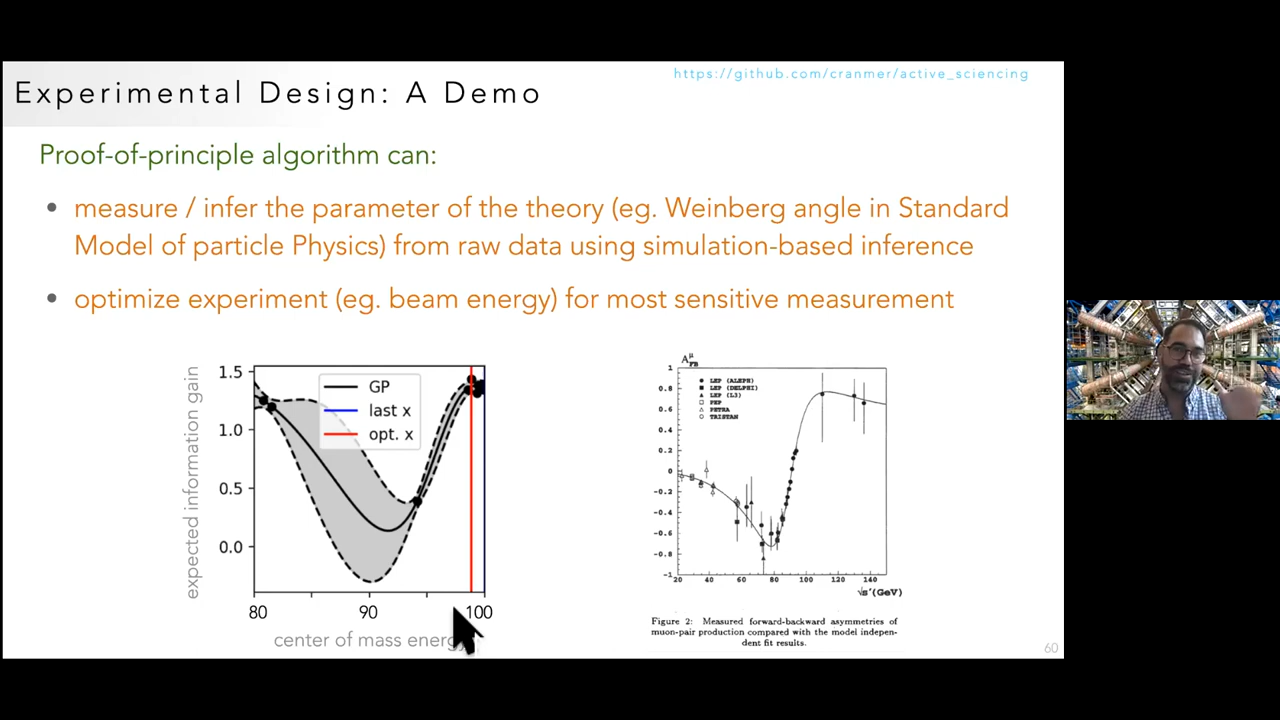 https://github.com/cranmer/active_sciencing
Experimental Design: A Demo
Proof-of-principle algorithm can:
• measure / infer the parameter of the theory (eg. Weinberg angle in Standard
Model of particle Physics) from raw data using simulation-based inference
• optimize experiment (eg. beam energy) for most sensitive measurement
expected information gain
1.5
1.0
0.5
0.0
GP
last x
opt. x
80 90 100
center of mass energy
A μ FB
1
0.8
0.6
0.4
0.2
0
-0.2
-0.4
-0.6
-0.8
-1
LEP (ALEPH)
LEP (DELPHI)
LEP (L3)
PEP
PETRA
TRISTAN
20 40 60 80 100 120 140
√s'(GeV)
Figure 2: Measured forward-backward asymmetries of
muon-pair production compared with the model indepen-
dent fit results.
60